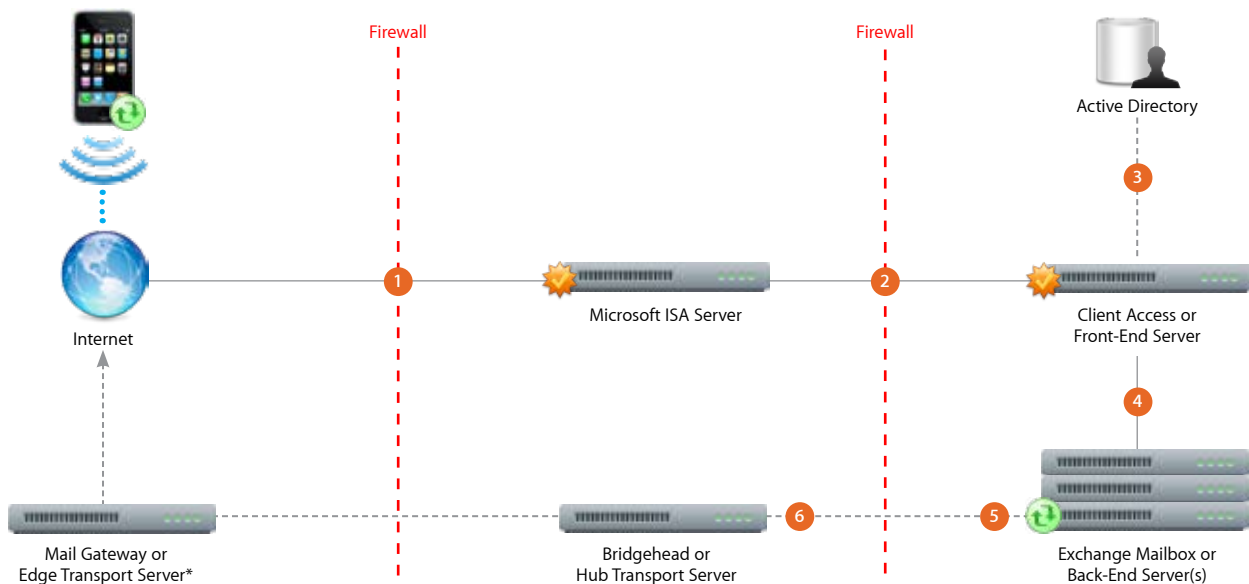 Firewall
Firewall
Active Directory
3
1
2
Internet
Microsoft ISA Server
Client Access or
Front-End Server
4
6
5
Mail Gateway or
Edge Transport Server*
Bridgehead or
Hub Transport Server
Exchange Mailbox or
Back-End Server(s)